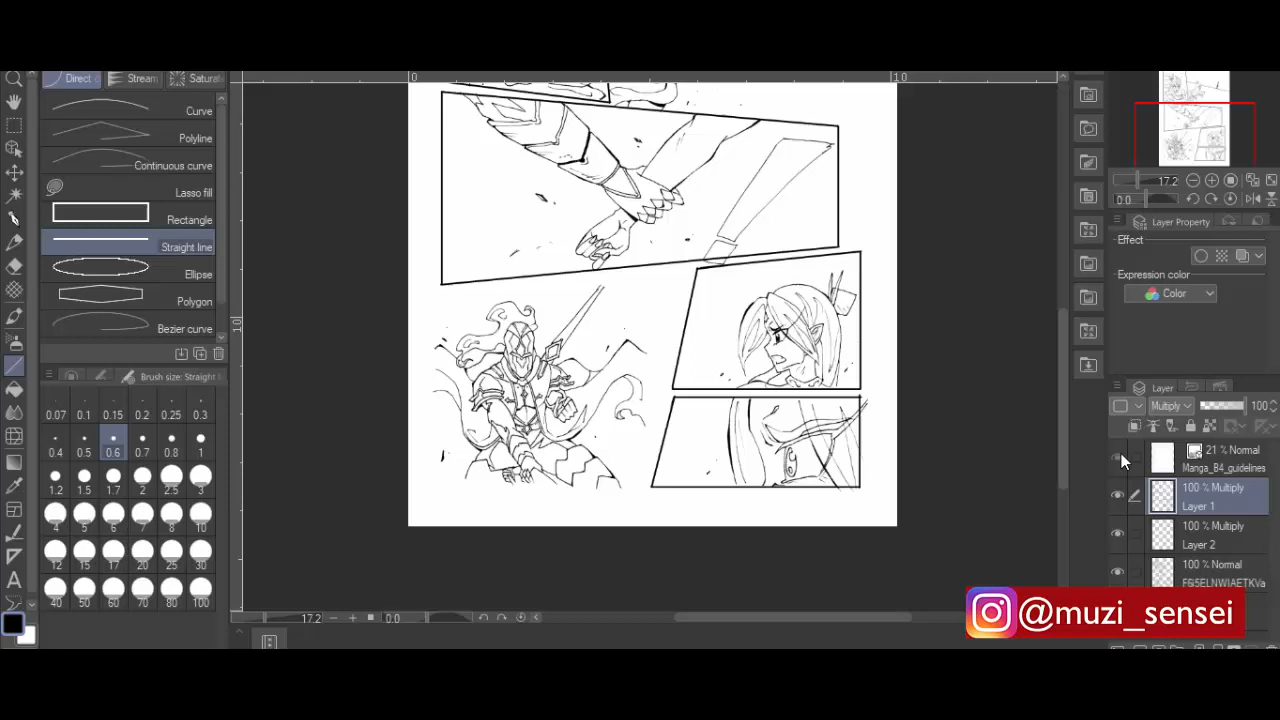 Direct
Stream
Saturat
Curve
Polyline
Continuous curve
Lasso fill
Rectangle
Straight line
Ellipse
Polygon
Bezier curve
Brush size: Straight
0.07 0.1 0.15 0.2 0.25 0.3
0.4 0.5 0.6 0.7 0.8 1
1.2 1.5 1.7 2 2.5 3
4 5 6 7 8 10
12 15 17 20 25 30
40 50 60 70 80 100
0 10
10
17.2
0:0
17.2
0.0
Layer Property
Effect
Expression color
Color
Layer
Multiply 100
21 % Normal
Manga_B4_guidelines
100 % Multiply
Layer 1
100 % Multiply
Layer 2
100 % Normal
@muzi_sensei